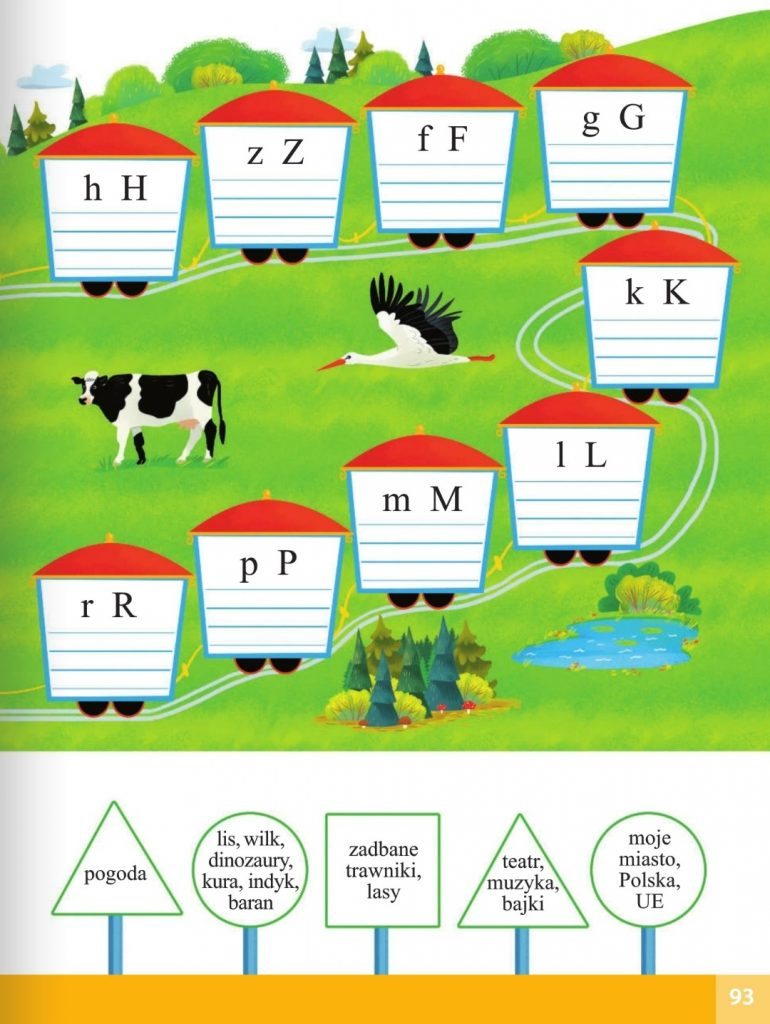 h H
z Z
f F
g G
k K
l L
m M
p P
r R
pogoda
lis, wilk,
dinozaury,
kura, indyk,
baran
zadbane
trawniki,
lasy
teatr,
muzyka,
bajki
moje
miasto,
Polska,
UE
93